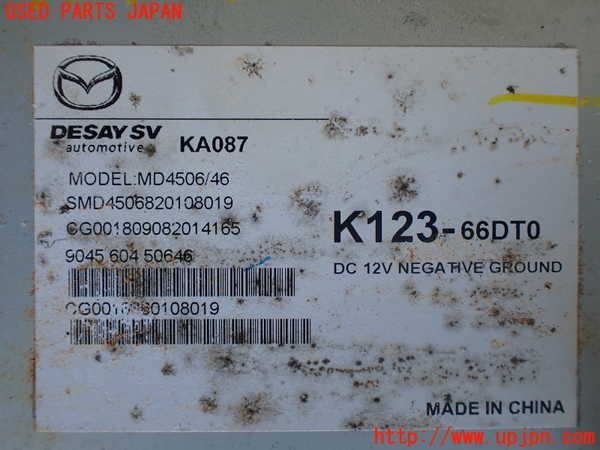 USED PARTS JAPAN
DESAY SV
automotive
KA087
MODEL:MD4506/46
SMD4506820108019
CG001809082014165
9045 604 50646
K123-66DT0
DC 12V NEGATIVE GROUND
MADE IN CHINA
http://www-upjpn.com